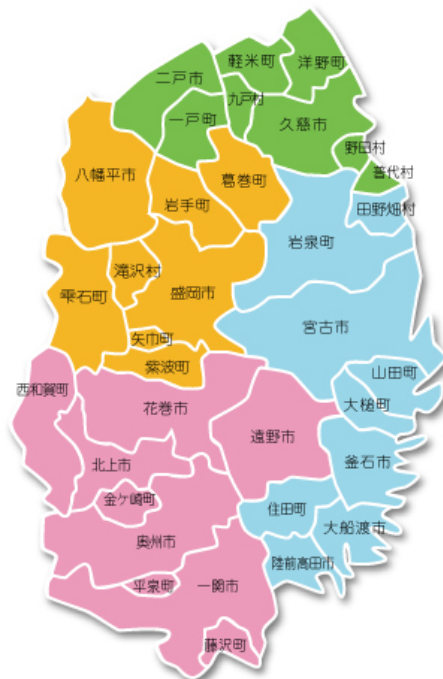 軽米町
洋野町
二戸市
九戸村
一戸町
久慈市
野田村
普代村
八幡平市
葛巻町
岩手町
田野畑村
岩泉町
滝沢村
雫石町
盛岡市
宮古市
矢巾町
紫波町
山田町
西和賀町
花巻市
大槌町
遠野市
北上市
釜石市
金ケ崎町
住田町
大船渡市
奥州市
陸前高田市
平泉町
一関市
藤沢町